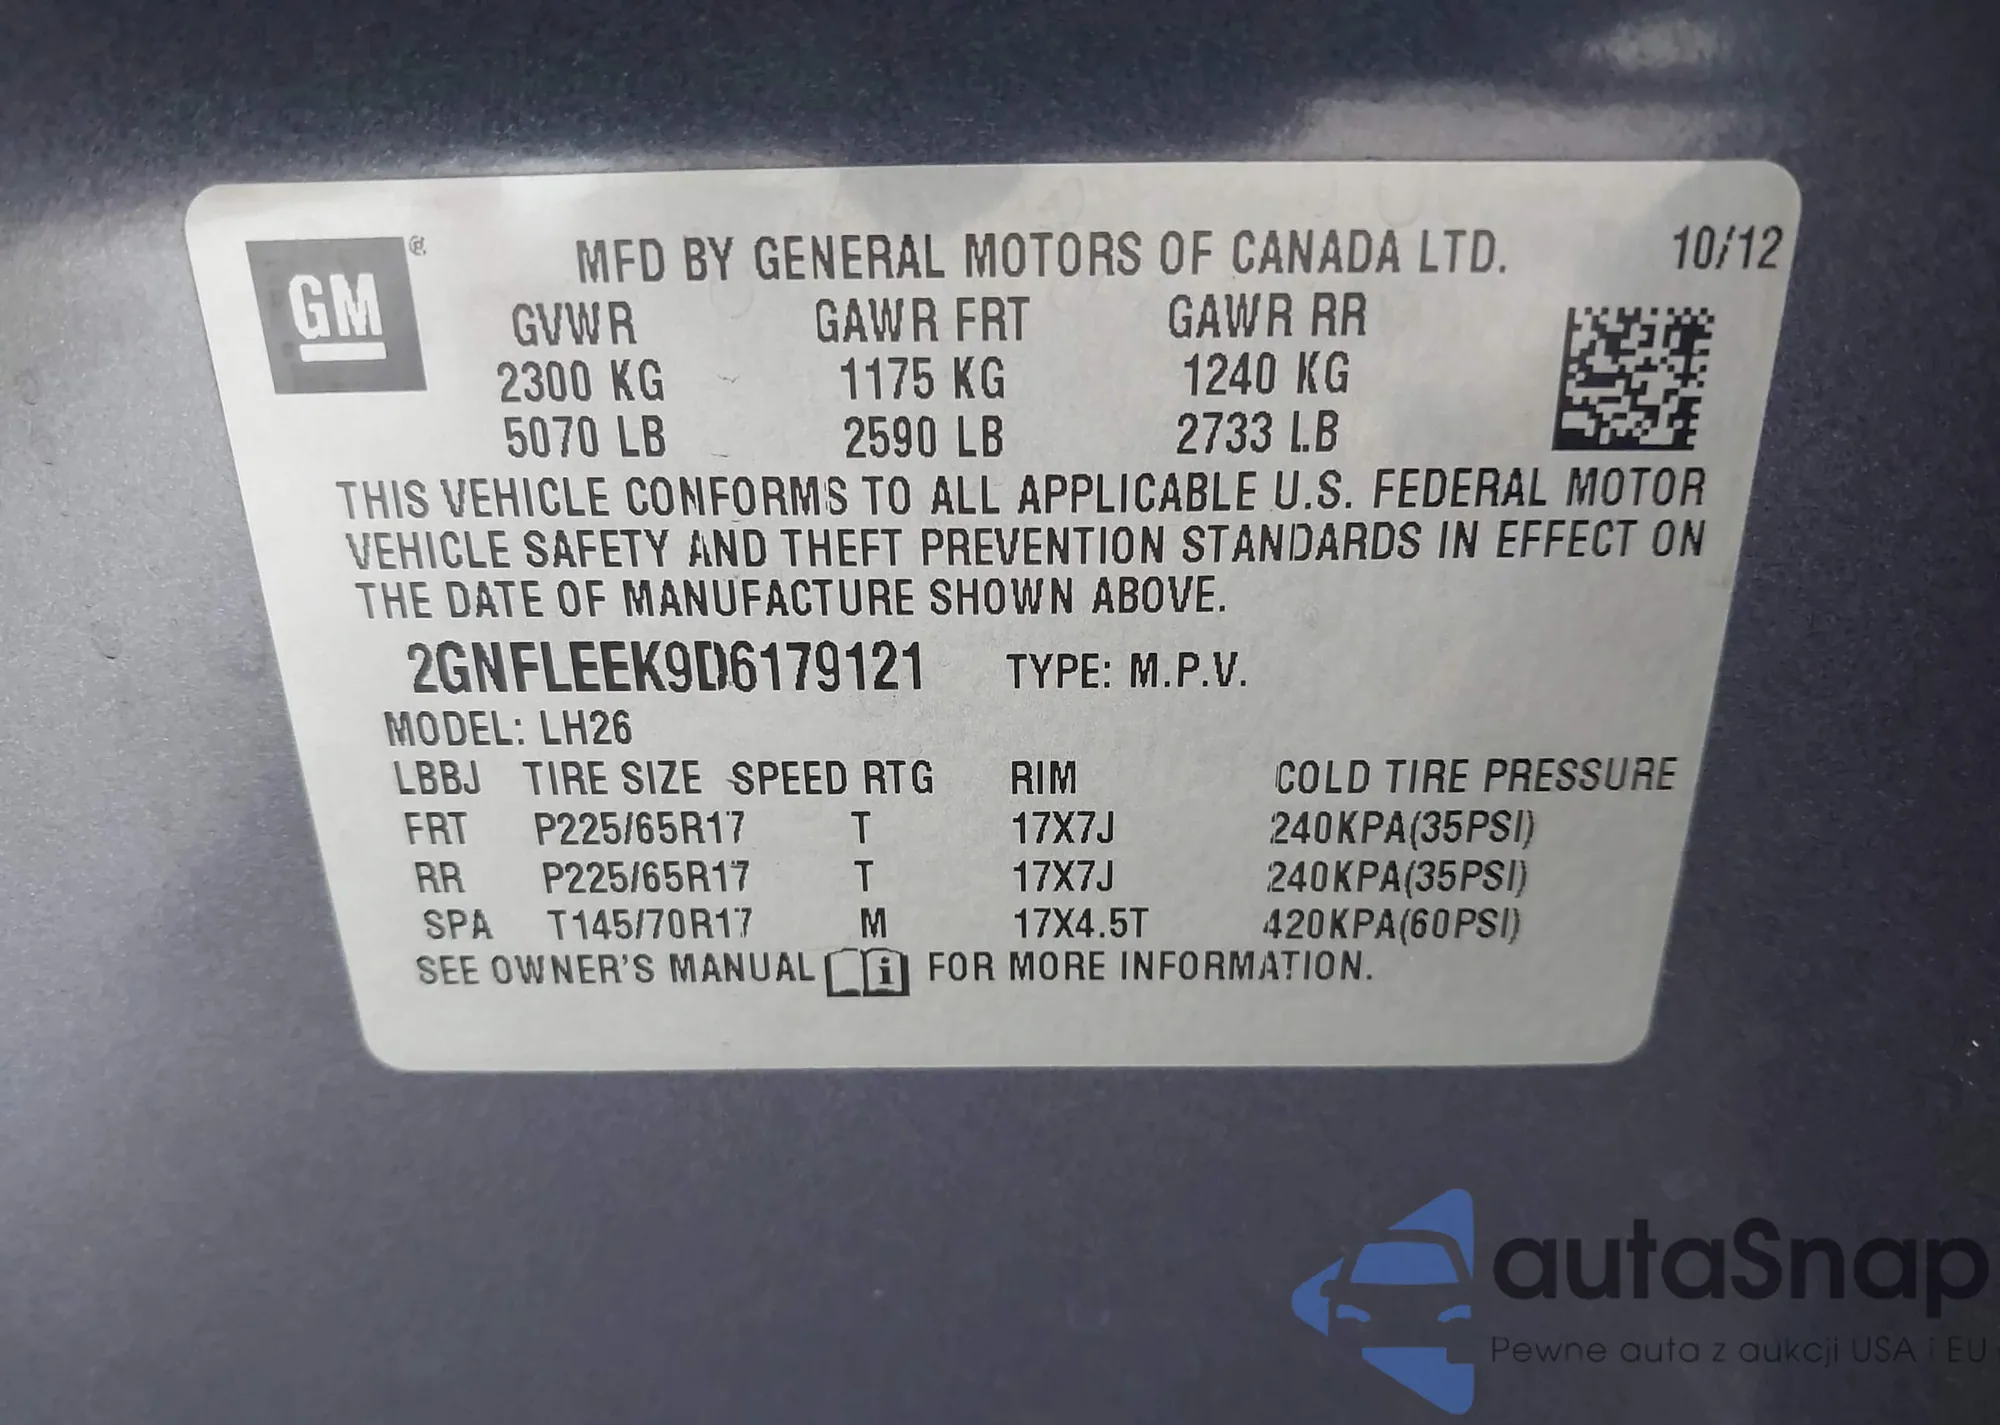 GM ®
MFD BY GENERAL MOTORS OF CANADA LTD. 10/12
GVWR GAWR FRT GAWR RR
2300 KG 1175 KG 1240 KG
5070 LB 2590 LB 2733 LB
THIS VEHICLE CONFORMS TO ALL APPLICABLE U.S. FEDERAL MOTOR
VEHICLE SAFETY AND THEFT PREVENTION STANDARDS IN EFFECT ON
THE DATE OF MANUFACTURE SHOWN ABOVE.
2GNFLEEK9D6179121 TYPE: M.P.V.
MODEL: LH26
LBBJ TIRE SIZE SPEED RTG RIM COLD TIRE PRESSURE
FRT P225/65R17 T 17X7J 240KPA(35PSI)
RR P225/65R17 T 17X7J 240KPA(35PSI)
SPA T145/70R17 M 17X4.5T 420KPA(60PSI)
SEE OWNER'S MANUAL i FOR MORE INFORMATION.
autaSnap
Pewne auta z aukcji USA i EU